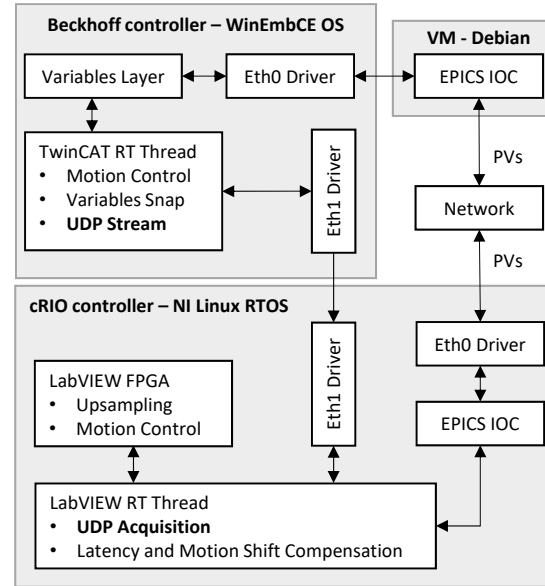 Beckhoff controller – WinEmbCE OS
VM - Debian
Variables Layer
Eth0 Driver
EPICS IOC
TwinCAT RT Thread
• Motion Control
• Variables Snap
• UDP Stream
Eth1 Driver
PVs
Network
PVs
cRIO controller – NI Linux RTOS
Eth1 Driver
Eth0 Driver
LabVIEW FPGA
• Upsampling
• Motion Control
EPICS IOC
LabVIEW RT Thread
• UDP Acquisition
• Latency and Motion Shift Compensation